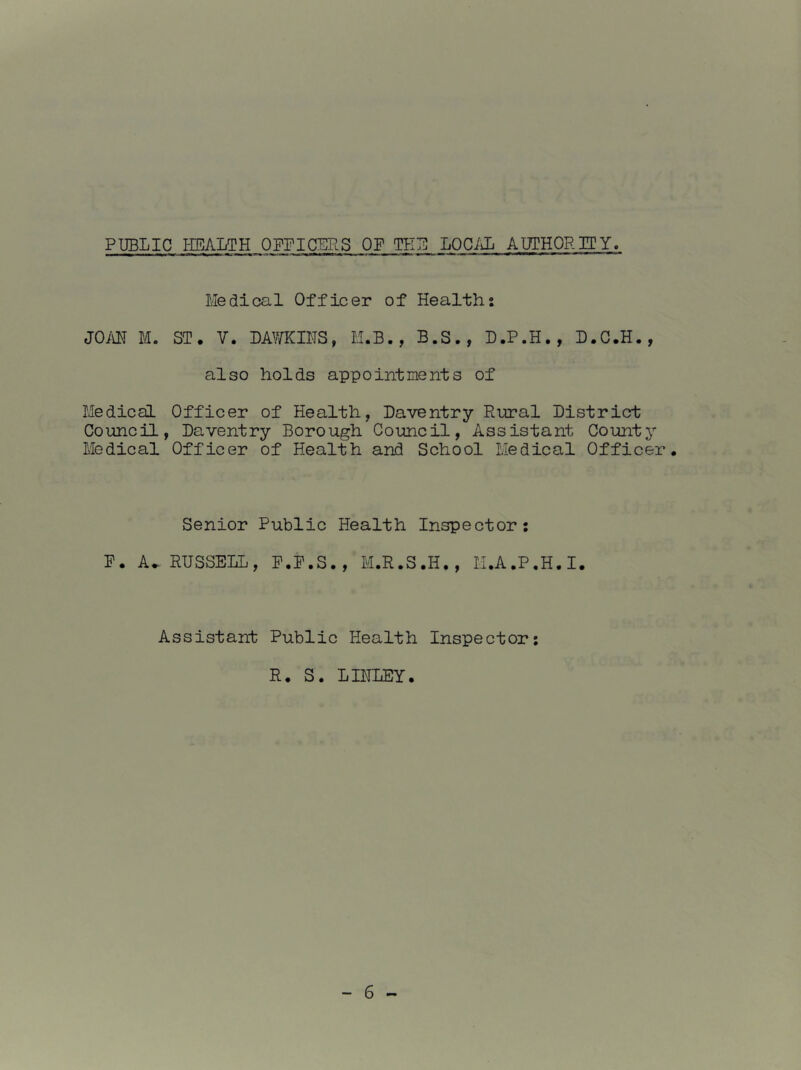 PUBLIC HEALTH OFFICERS OF THE LOCAL AUTHORITY.
Medical Officer of Health:
JOAN M. ST. V. DAWKINS, M.B., B.S., D.P.H., D.C.H.,
also holds appointments of
Medical Officer of Health, Daventry Rural District
Council, Daventry Borough Council, Assistant County
Medical Officer of Health and School Medical Officer.
Senior Public Health Inspector:
F. A. RUSSELL, F.F.S., M.R.S.H., M.A.P.H.I.
Assistant Public Health Inspector:
R. S. LINLEY.
- 6 -